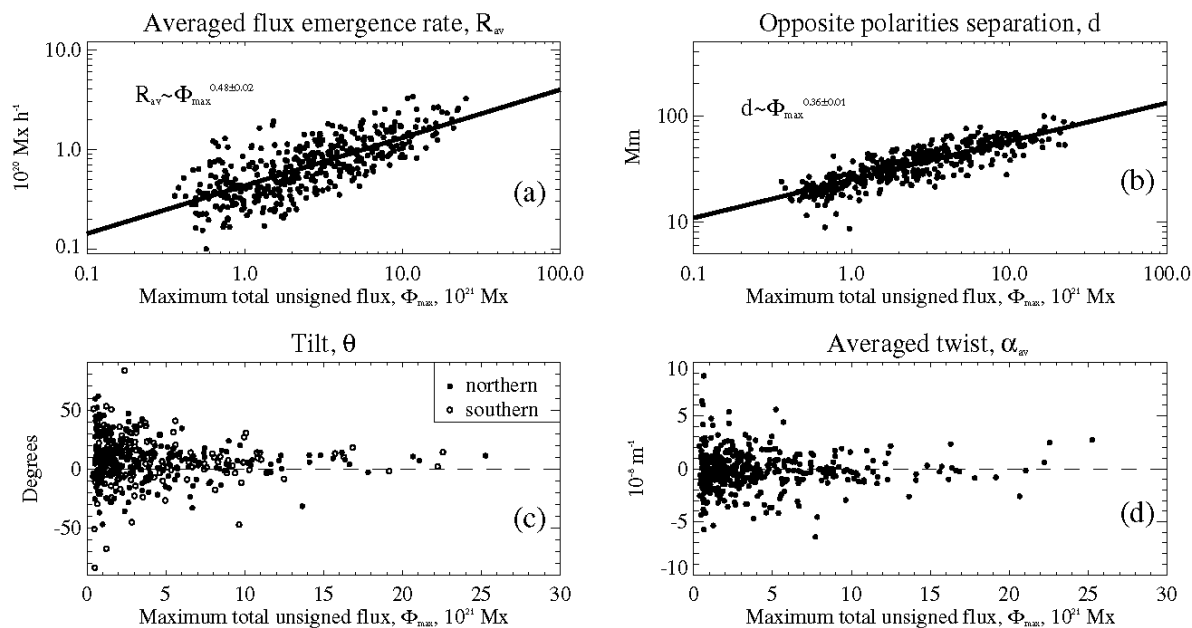 Averaged flux emergence rate, Rav
10.0
1.0
0.1
10²⁰ Mx h⁻¹
Rav~Φmax^0.48±0.02
(a)
0.1 1.0 10.0 100.0
Maximum total unsigned flux, Φmax, 10²¹ Mx
Opposite polarities separation, d
100
10
Mm
d~Φmax^0.36±0.01
(b)
0.1 1.0 10.0 100.0
Maximum total unsigned flux, Φmax, 10²¹ Mx
Tilt, θ
50
0
-50
Degrees
northern
southern
(c)
0 5 10 15 20 25 30
Maximum total unsigned flux, Φmax, 10²¹ Mx
Averaged twist, αav
10
5
0
-5
-10
10⁻⁸ m⁻¹
(d)
0 5 10 15 20 25 30
Maximum total unsigned flux, Φmax, 10²¹ Mx